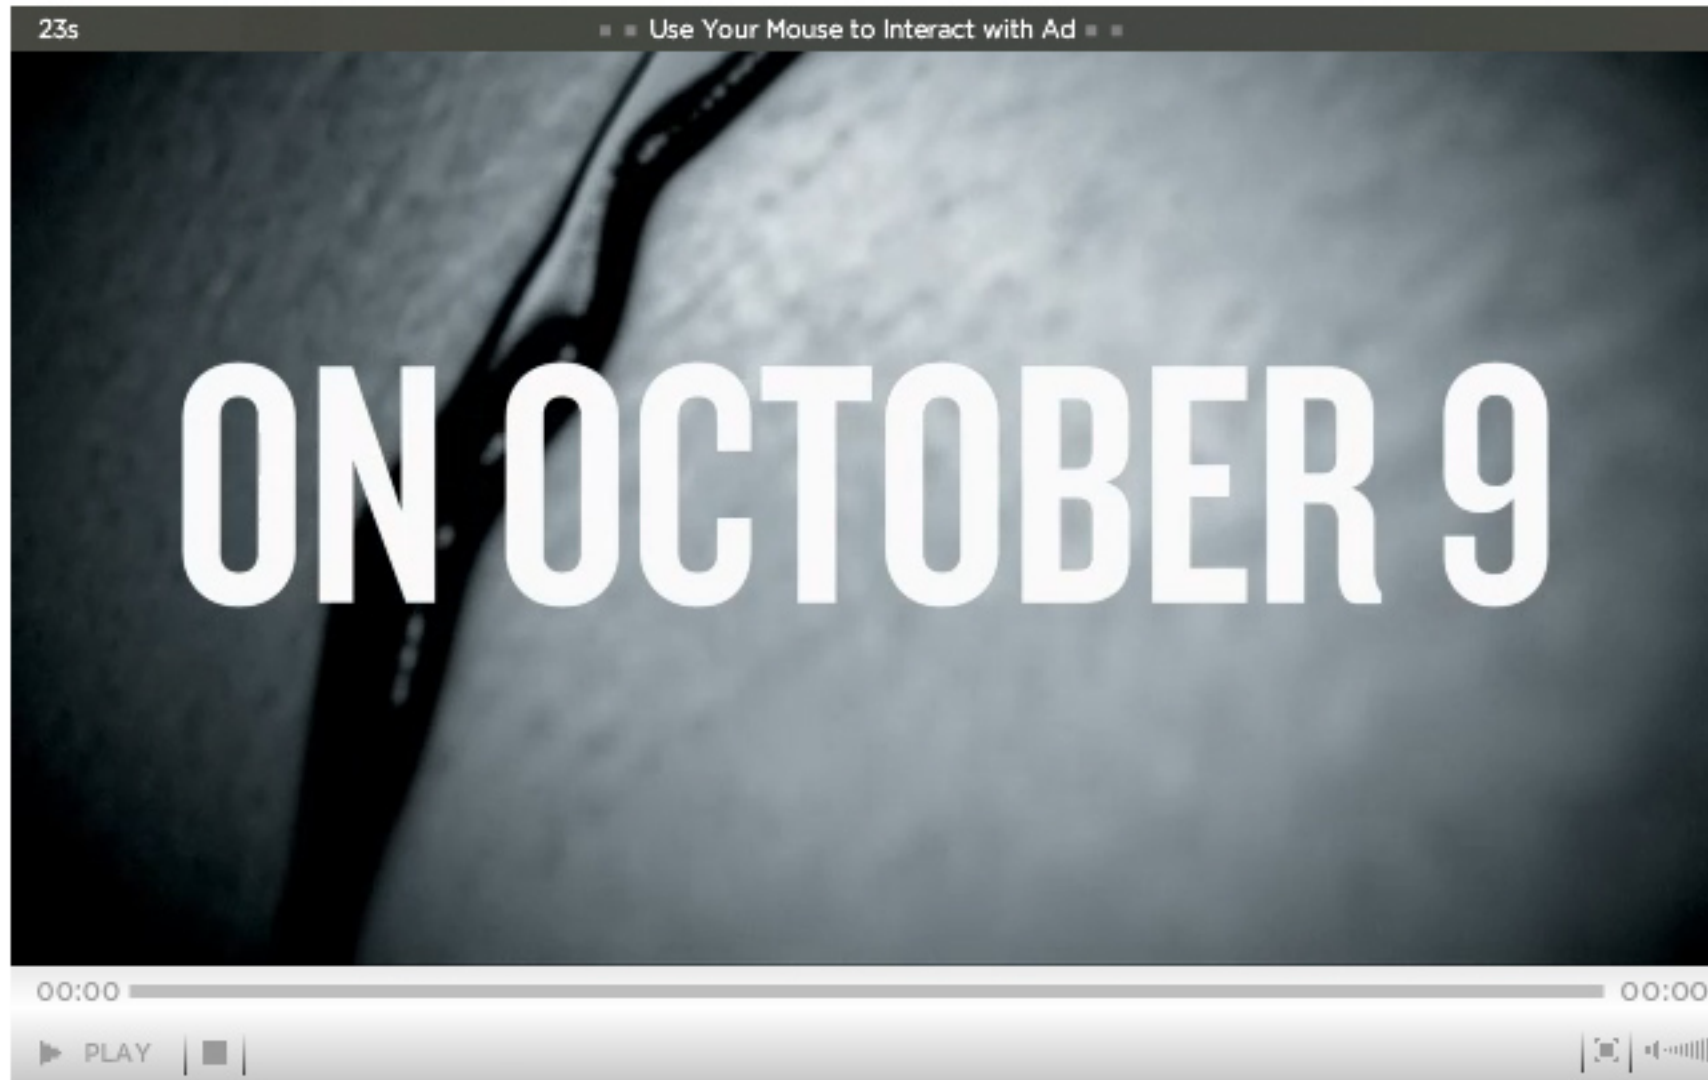 23s
Use Your Mouse to Interact with Ad
ON OCTOBER 9
00:00
00:00
PLAY